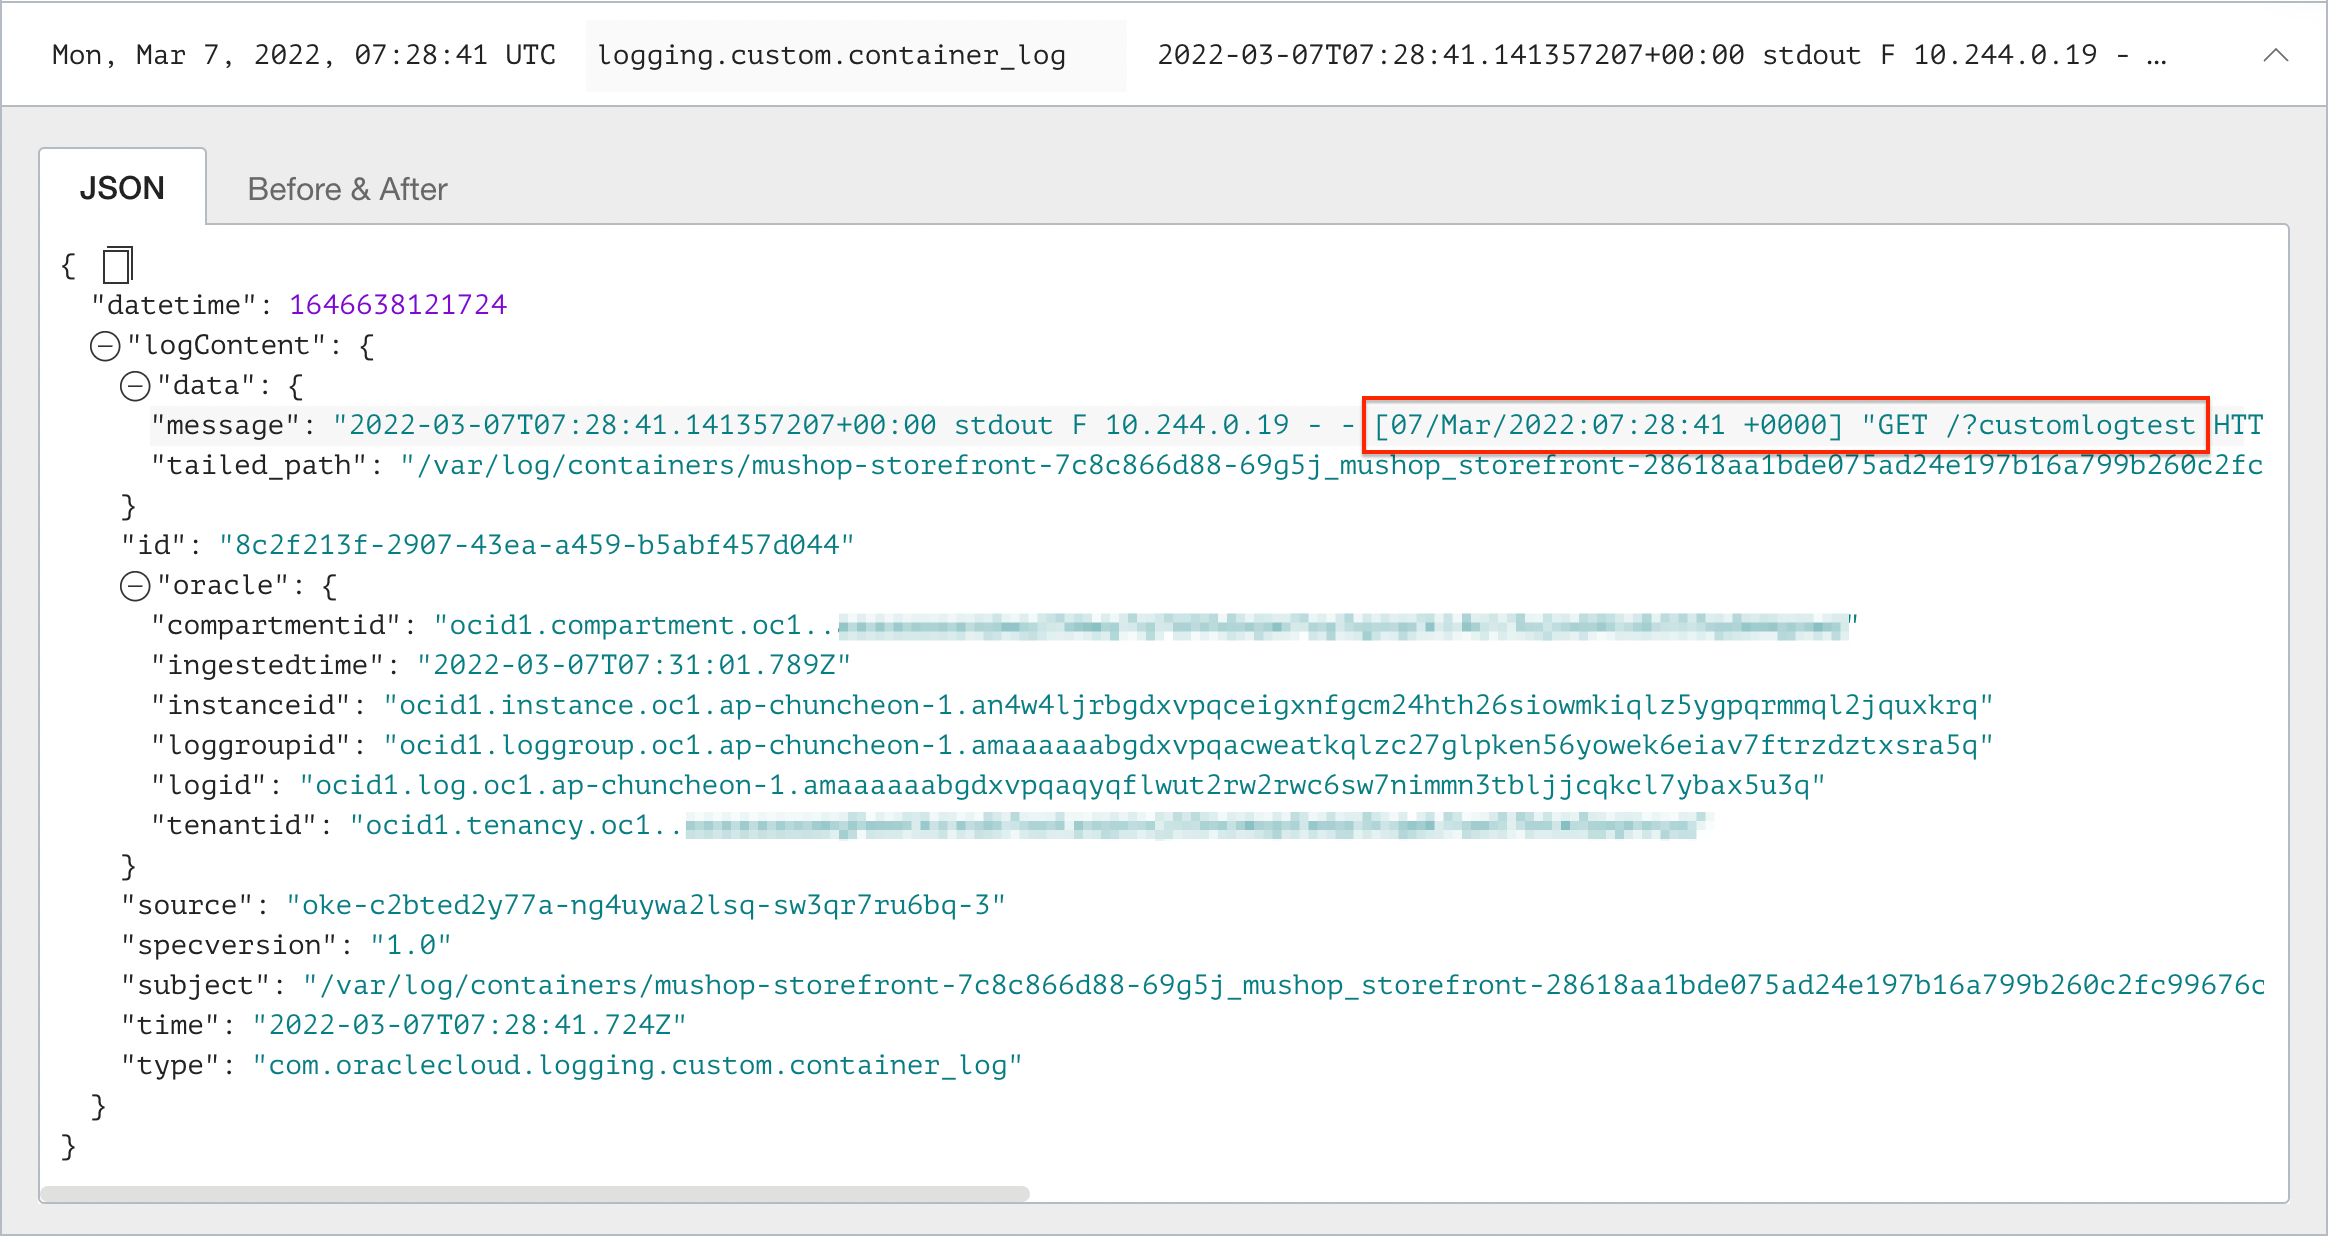 Mon, Mar 7, 2022, 07:28:41 UTC logging.custom.container_log 2022-03-07T07:28:41.141357207+00:00 stdout F 10.244.0.19 - …
JSON Before & After
{
"datetime": 1646638121724
"logContent": {
"data": {
"message": "2022-03-07T07:28:41.141357207+00:00 stdout F 10.244.0.19 - - [07/Mar/2022:07:28:41 +0000] "GET /?customlogtest HTT
"tailed_path": "/var/log/containers/mushop-storefront-7c8c866d88-69g5j_mushop_storefront-28618aa1bde075ad24e197b16a799b260c2fc
}
"id": "8c2f213f-2907-43ea-a459-b5abf457d044"
"oracle": {
"compartmentid": "ocid1.compartment.oc1.."
"ingestedtime": "2022-03-07T07:31:01.789Z"
"instanceid": "ocid1.instance.oc1.ap-chuncheon-1.an4w4ljrbgdxvpqceigxnfgcm24hth26siowmkiqlz5ygpqrmmql2jquxkrq"
"loggroupid": "ocid1.loggroup.oc1.ap-chuncheon-1.amaaaaaabgdxvpqacweatkqlzc27glpken56yowek6eiav7ftrzdztxsra5q"
"logid": "ocid1.log.oc1.ap-chuncheon-1.amaaaaaabgdxvpqaqyqflwut2rw2rwc6sw7nimmn3tbljjcqkcl7ybax5u3q"
"tenantid": "ocid1.tenancy.oc1..
}
"source": "oke-c2bted2y77a-ng4uywa2lsq-sw3qr7ru6bq-3"
"specversion": "1.0"
"subject": "/var/log/containers/mushop-storefront-7c8c866d88-69g5j_mushop_storefront-28618aa1bde075ad24e197b16a799b260c2fc99676c
"time": "2022-03-07T07:28:41.724Z"
"type": "com.oraclecloud.logging.custom.container_log"
}
}